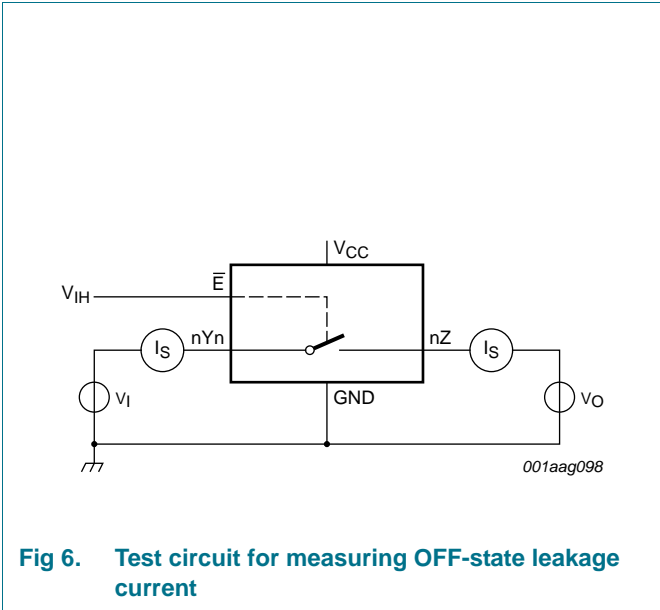 VCC
E̅
VIH
nYn
nZ
IS
IS
VI
GND
VO
001aag098
Fig 6. Test circuit for measuring OFF-state leakage
current